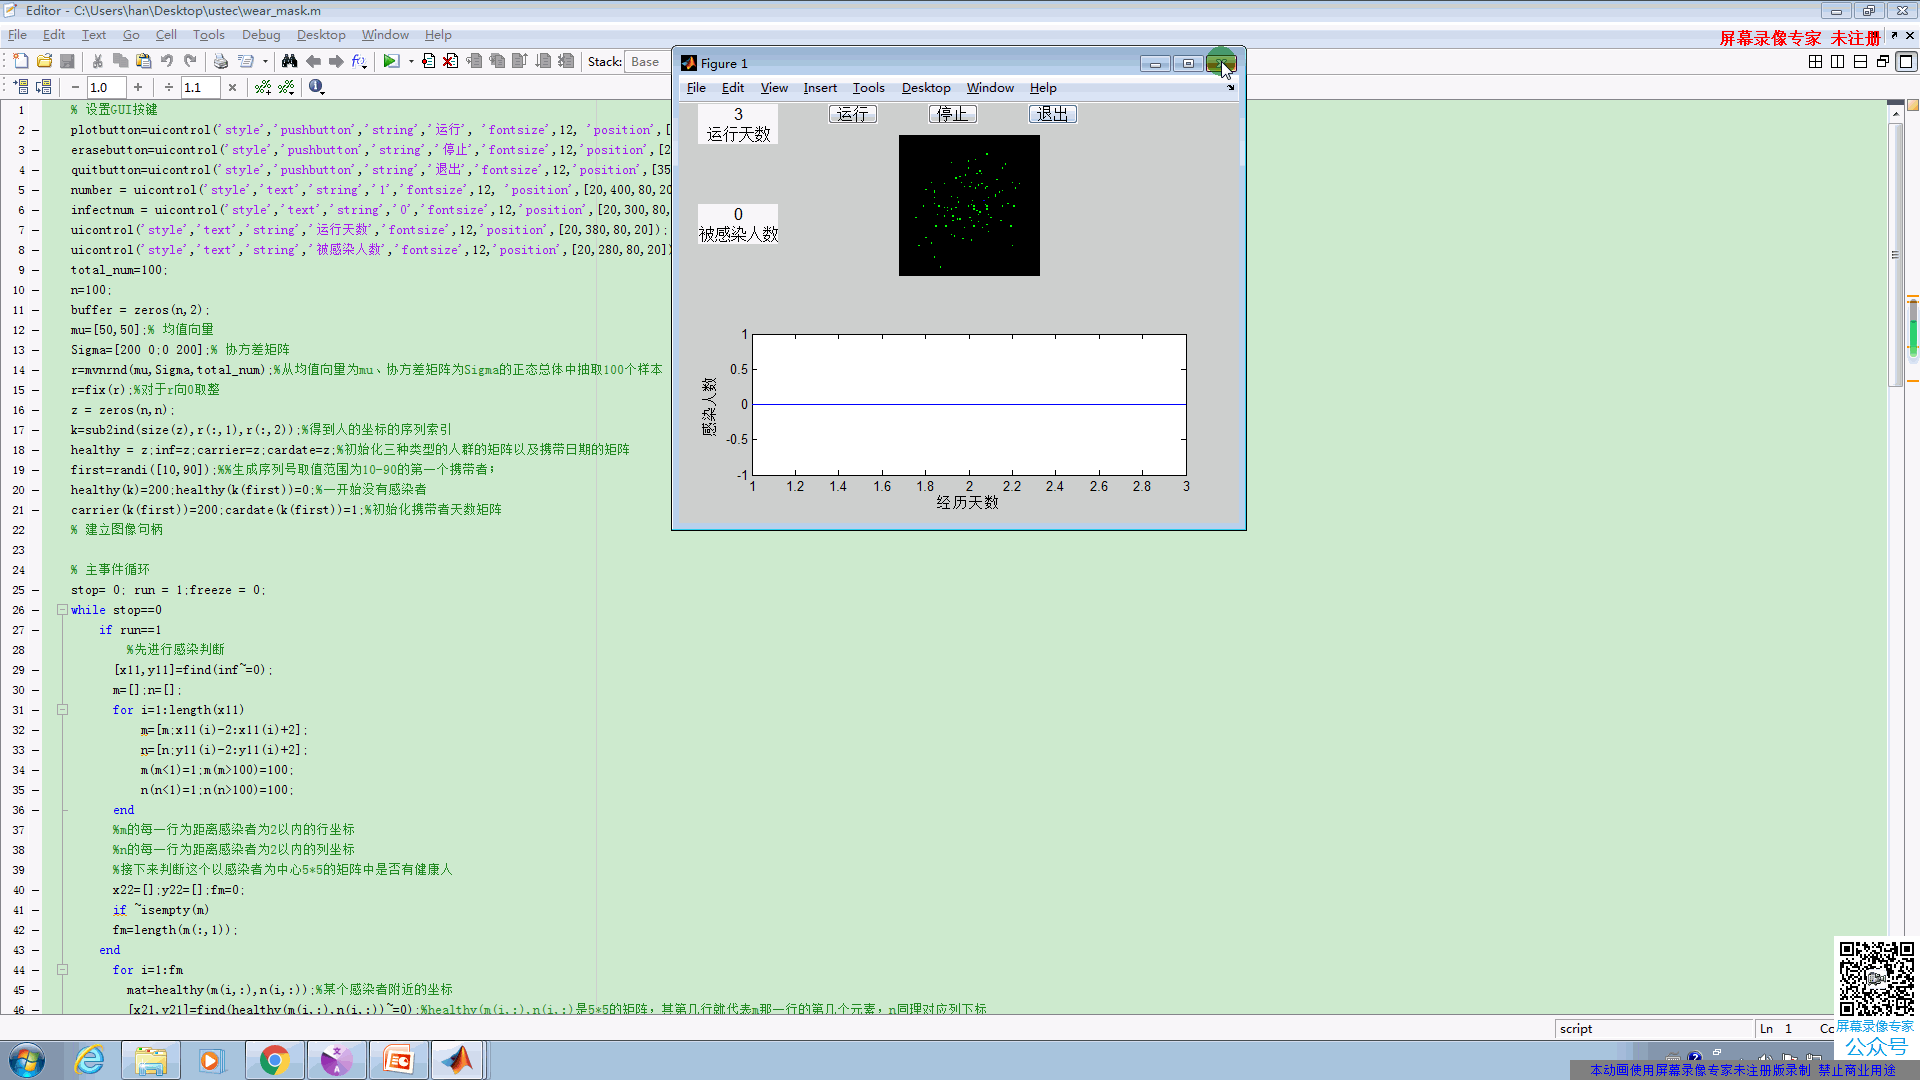 Editor - C:\Users\han\Desktop\ustec\wear_mask.m
File Edit Text Go Cell Tools Debug Desktop Window Help
屏幕录像专家 未注册
Stack: Base
1.0
1.1
1 % 设置GUI按键
2 plotbutton=uicontrol('style','pushbutton','string','运行', 'fontsize',12, 'position',[
3 erasebutton=uicontrol('style','pushbutton','string','停止','fontsize',12,'position',[2
4 quitbutton=uicontrol('style','pushbutton','string','退出','fontsize',12,'position',[35
5 number = uicontrol('style','text','string','1','fontsize',12, 'position',[20,400,80,20
6 infectnum = uicontrol('style','text','string','0','fontsize',12,'position',[20,300,80,
7 uicontrol('style','text','string','运行天数','fontsize',12,'position',[20,380,80,20]);
8 uicontrol('style','text','string','被感染人数','fontsize',12,'position',[20,280,80,20])
9 total_num=100;
10 n=100;
11 buffer = zeros(n,2);
12 mu=[50,50];% 均值向量
13 Sigma=[200 0;0 200];% 协方差矩阵
14 r=mvnrnd(mu,Sigma,total_num);%从均值向量为mu、协方差矩阵为Sigma的正态总体中抽取100个样本
15 r=fix(r);%对于r向0取整
16 z = zeros(n,n);
17 k=sub2ind(size(z),r(:,1),r(:,2));%得到人的坐标的序列索引
18 healthy = z;inf=z;carrier=z;cardate=z;%初始化三种类型的人群的矩阵以及携带日期的矩阵
19 first=randi([10,90]);%%生成序列号取值范围为10-90的第一个携带者;
20 healthy(k)=200;healthy(k(first))=0;%一开始没有感染者
21 carrier(k(first))=200;cardate(k(first))=1;%初始化携带者天数矩阵
22 % 建立图像句柄
23
24 % 主事件循环
25 stop= 0; run = 1;freeze = 0;
26 while stop==0
27 if run==1
28 %先进行感染判断
29 [x11,y11]=find(inf~=0);
30 m=[];n=[];
31 for i=1:length(x11)
32 m=[m;x11(i)-2:x11(i)+2];
33 n=[n;y11(i)-2:y11(i)+2];
34 m(m<1)=1;m(m>100)=100;
35 n(n<1)=1;n(n>100)=100;
36 end
37 %m的每一行为距离感染者为2以内的行坐标
38 %n的每一行为距离感染者为2以内的列坐标
39 %接下来判断这个以感染者为中心5*5的矩阵中是否有健康人
40 x22=[];y22=[];fm=0;
41 if ~isempty(m)
42 fm=length(m(:,1));
43 end
44 for i=1:fm
45 mat=healthy(m(i,:),n(i,:));%某个感染者附近的坐标
46 [x21,y21]=find(healthy(m(i,:),n(i,:))~=0);%healthy(m(i,:),n(i,:)是5*5的矩阵，其第几行就代表m那一行的第几个元素，n同理对应列下标
Figure 1
File Edit View Insert Tools Desktop Window Help
3
运行天数
运行
停止
退出
0
被感染人数
1
0.5
0
-0.5
-1
感染人数
1 1.2 1.4 1.6 1.8 2 2.2 2.4 2.6 2.8 3
经历天数
script
Ln 1
屏幕录像专家
公众号
本动画使用屏幕录像专家未注册版录制 禁止商业用途